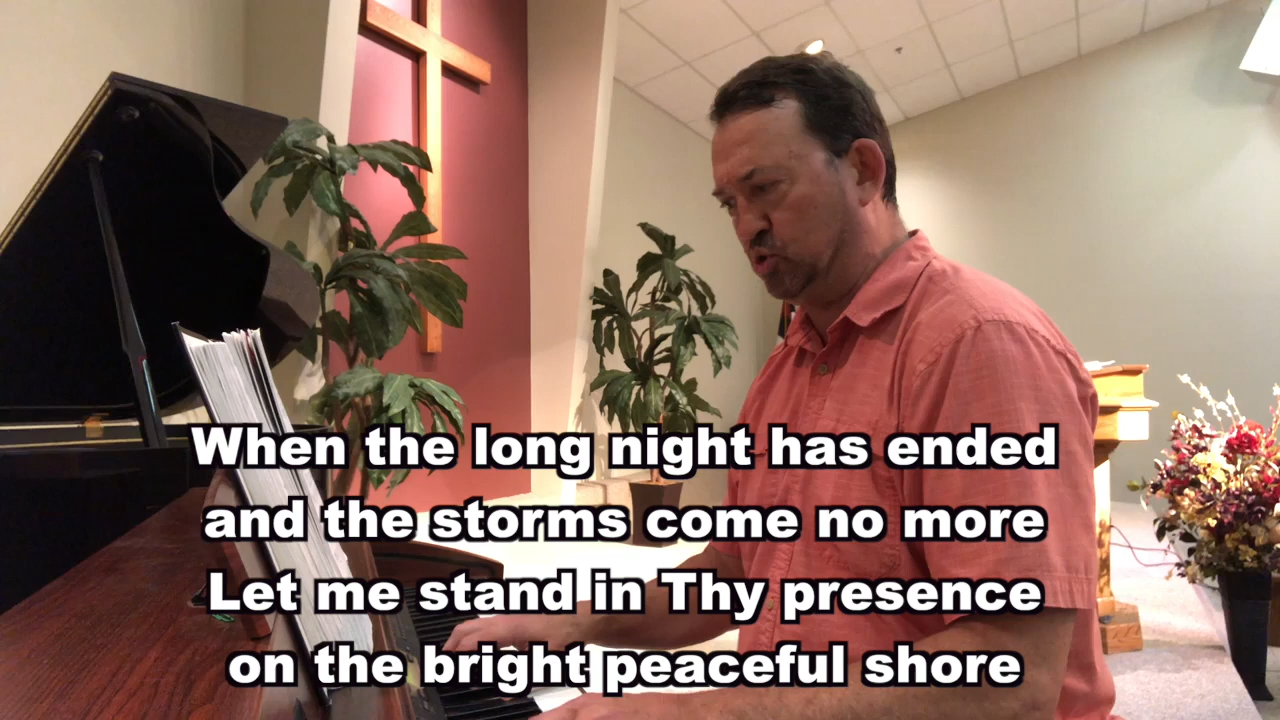 When the long night has ended
and the storms come no more
Let me stand in Thy presence
on the bright peaceful shore